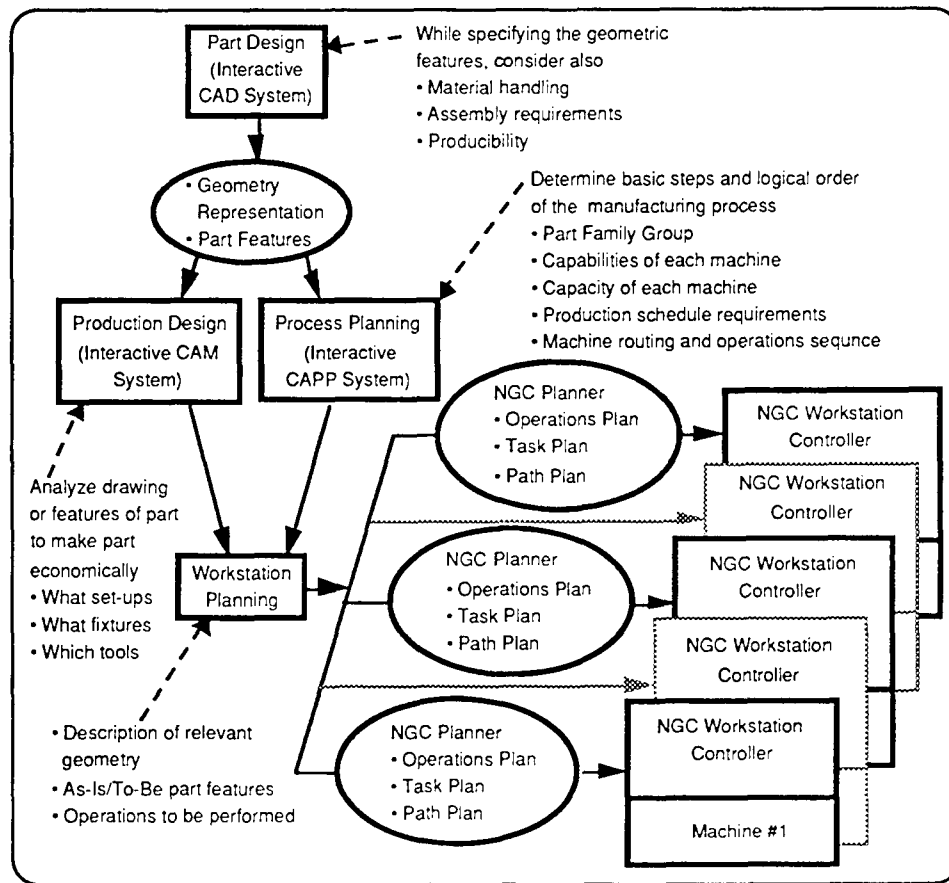 Part Design
(Interactive
CAD System)
While specifying the geometric
features, consider also
• Material handling
• Assembly requirements
• Producibility
• Geometry
Representation
• Part Features
Determine basic steps and logical order
of the manufacturing process
• Part Family Group
• Capabilities of each machine
• Capacity of each machine
• Production schedule requirements
• Machine routing and operations sequnce
Production Design
(Interactive CAM
System)
Process Planning
(Interactive
CAPP System)
Analyze drawing
or features of part
to make part
economically
• What set-ups
• What fixtures
• Which tools
Workstation
Planning
• Description of relevant
geometry
• As-Is/To-Be part features
• Operations to be performed
NGC Planner
• Operations Plan
• Task Plan
• Path Plan
NGC Workstation
Controller
NGC Workstation
Controller
NGC Planner
• Operations Plan
• Task Plan
• Path Plan
NGC Workstation
Controller
NGC Workstation
Controller
NGC Planner
• Operations Plan
• Task Plan
• Path Plan
NGC Workstation
Controller
Machine #1